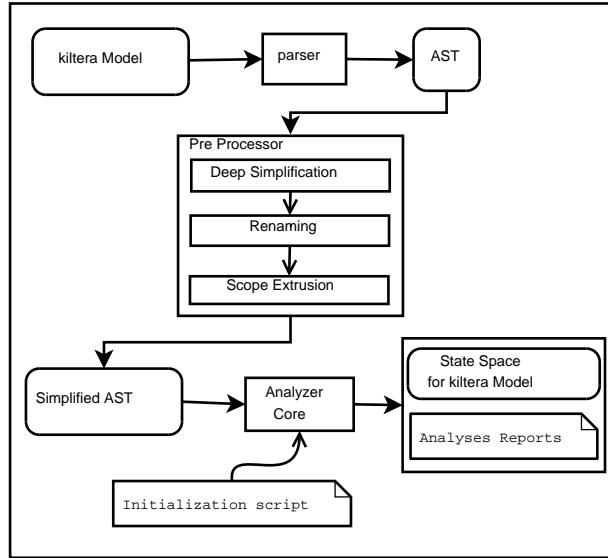 kiltera Model
parser
AST
Pre Processor
Deep Simplification
Renaming
Scope Extrusion
Simplified AST
Analyzer
Core
State Space
for kiltera Model
Analyses Reports
Initialization script